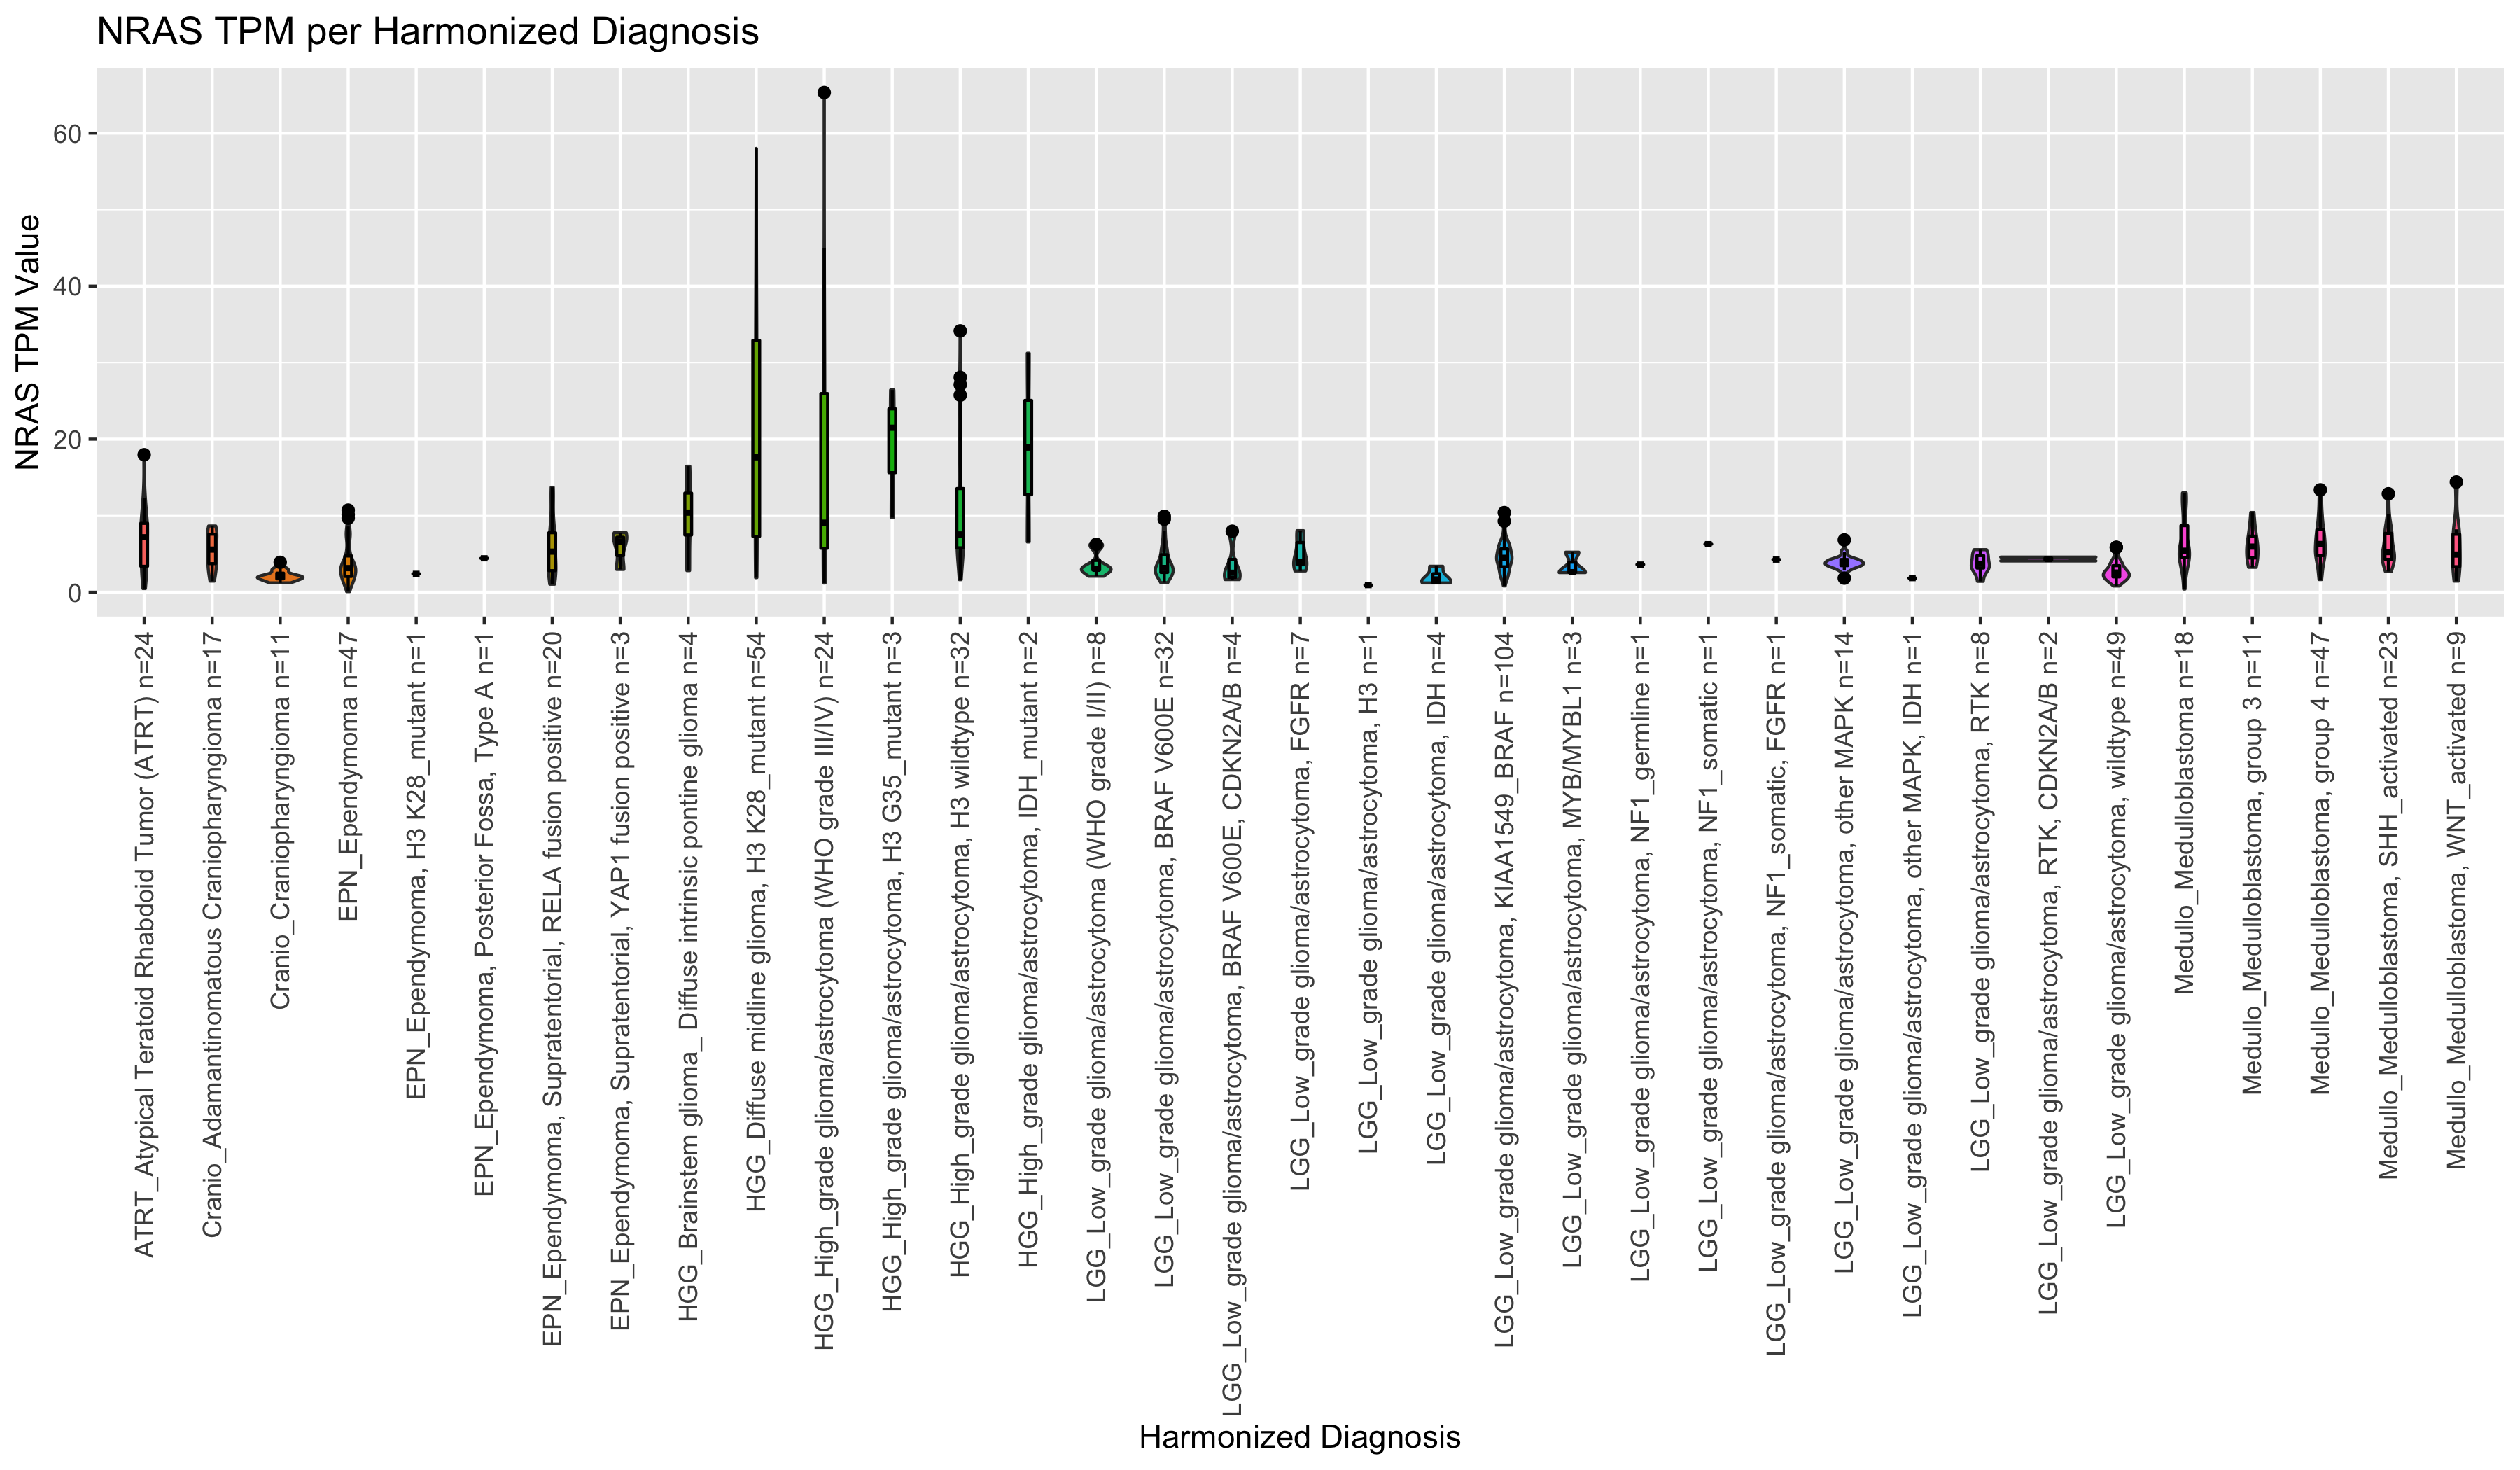 NRAS TPM per Harmonized Diagnosis
NRAS TPM Value
60
40
20
0
ATRT_Atypical Teratoid Rhabdoid Tumor (ATRT) n=24
Cranio_Adamantinomatous Craniopharyngioma n=17
Cranio_Craniopharyngioma n=11
EPN_Ependymoma n=47
EPN_Ependymoma, H3 K28_mutant n=1
EPN_Ependymoma, Posterior Fossa, Type A n=1
EPN_Ependymoma, Supratentorial, RELA fusion positive n=20
EPN_Ependymoma, Supratentorial, YAP1 fusion positive n=3
HGG_Brainstem glioma_ Diffuse intrinsic pontine glioma n=4
HGG_Diffuse midline glioma, H3 K28_mutant n=54
HGG_High_grade glioma/astrocytoma (WHO grade III/IV) n=24
HGG_High_grade glioma/astrocytoma, H3 G35_mutant n=3
HGG_High_grade glioma/astrocytoma, H3 wildtype n=32
HGG_High_grade glioma/astrocytoma, IDH_mutant n=2
LGG_Low_grade glioma/astrocytoma (WHO grade I/II) n=8
LGG_Low_grade glioma/astrocytoma, BRAF V600E n=32
LGG_Low_grade glioma/astrocytoma, BRAF V600E, CDKN2A/B n=4
LGG_Low_grade glioma/astrocytoma, FGFR n=7
LGG_Low_grade glioma/astrocytoma, H3 n=1
LGG_Low_grade glioma/astrocytoma, IDH n=4
LGG_Low_grade glioma/astrocytoma, KIAA1549_BRAF n=104
LGG_Low_grade glioma/astrocytoma, MYB/MYBL1 n=3
LGG_Low_grade glioma/astrocytoma, NF1_germline n=1
LGG_Low_grade glioma/astrocytoma, NF1_somatic n=1
LGG_Low_grade glioma/astrocytoma, NF1_somatic, FGFR n=1
LGG_Low_grade glioma/astrocytoma, other MAPK n=14
LGG_Low_grade glioma/astrocytoma, other MAPK, IDH n=1
LGG_Low_grade glioma/astrocytoma, RTK n=8
LGG_Low_grade glioma/astrocytoma, RTK, CDKN2A/B n=2
LGG_Low_grade glioma/astrocytoma, wildtype n=49
Medullo_Medulloblastoma n=18
Medullo_Medulloblastoma, group 3 n=11
Medullo_Medulloblastoma, group 4 n=47
Medullo_Medulloblastoma, SHH_activated n=23
Medullo_Medulloblastoma, WNT_activated n=9
Harmonized Diagnosis